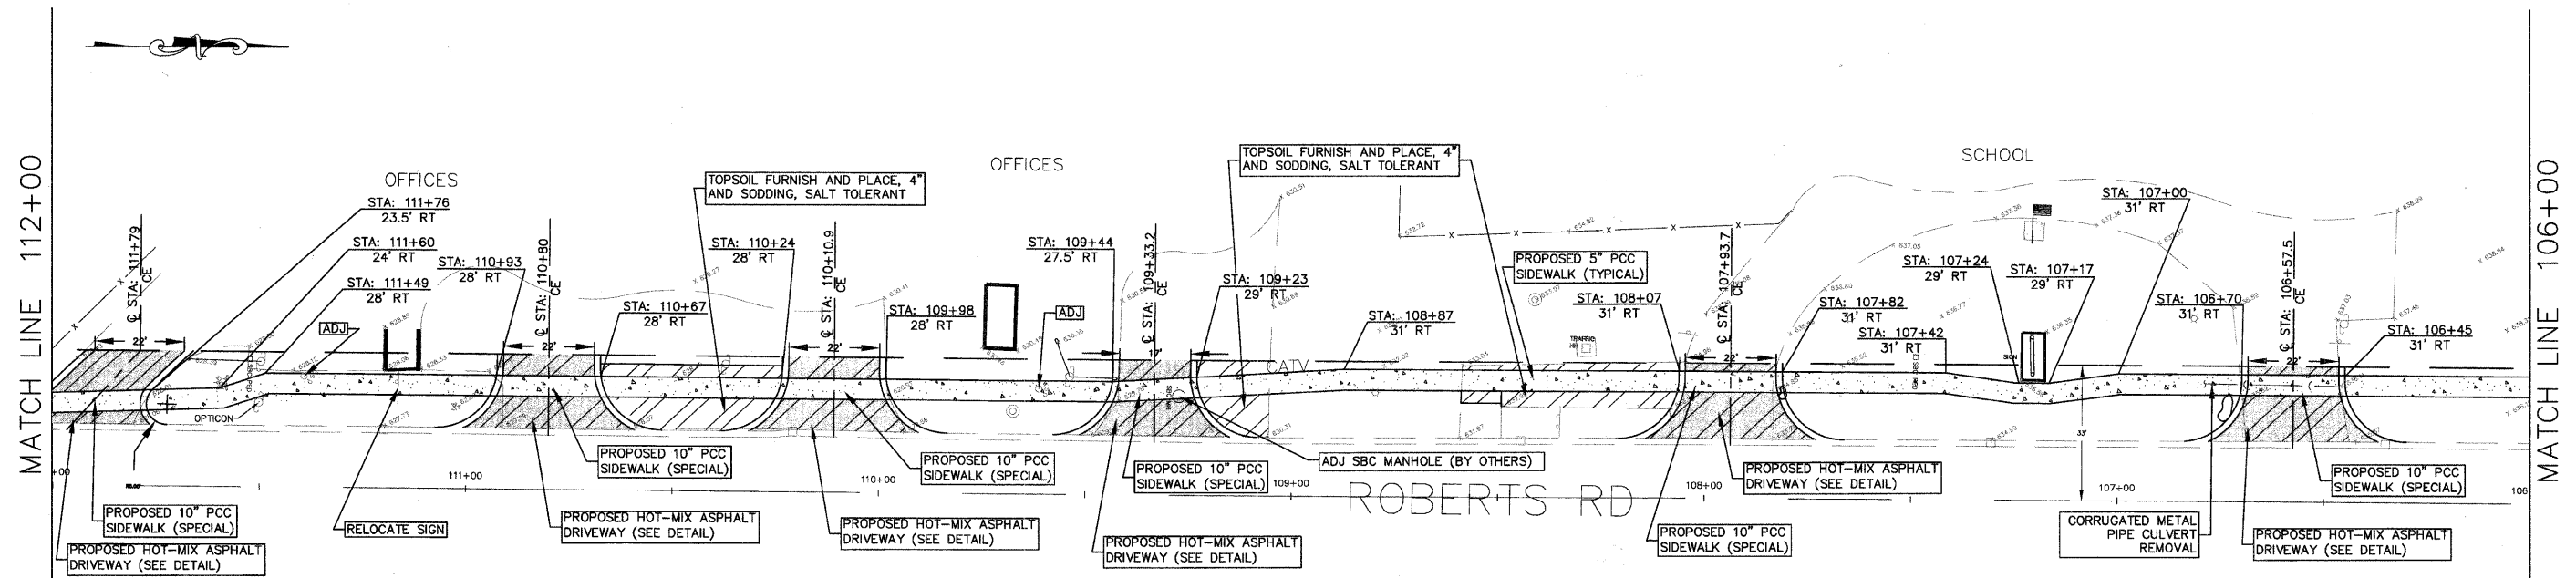 MATCH LINE 112+00
OFFICES
OFFICES
SCHOOL
MATCH LINE 106+00
TOPSOIL FURNISH AND PLACE, 4"
AND SODDING, SALT TOLERANT
TOPSOIL FURNISH AND PLACE, 4"
AND SODDING, SALT TOLERANT
℄ STA: 111+79
CE
STA: 111+76
23.5' RT
STA: 111+60
24' RT
STA: 111+49
28' RT
ADJ
STA: 110+93
28' RT
℄ STA: 110+80
CE
STA: 110+67
28' RT
STA: 110+24
28' RT
℄ STA: 110+10.9
CE
STA: 109+98
28' RT
STA: 109+44
27.5' RT
ADJ
℄ STA: 109+33.2
CE
STA: 109+23
29' RT
STA: 108+87
31' RT
PROPOSED 5" PCC
SIDEWALK (TYPICAL)
STA: 108+07
31' RT
℄ STA: 107+93.7
CE
STA: 107+82
31' RT
STA: 107+42
31' RT
STA: 107+24
29' RT
STA: 107+17
29' RT
STA: 107+00
31' RT
STA: 106+70
31' RT
℄ STA: 106+57.5
CE
STA: 106+45
31' RT
22'
22'
22'
17'
22'
22'
CATV
TRAFFIC
SIGN
33'
OPTICON
111+00
110+00
109+00
108+00
107+00
106
+00
ROBERTS RD
PROPOSED 10" PCC
SIDEWALK (SPECIAL)
PROPOSED HOT-MIX ASPHALT
DRIVEWAY (SEE DETAIL)
RELOCATE SIGN
PROPOSED 10" PCC
SIDEWALK (SPECIAL)
PROPOSED HOT-MIX ASPHALT
DRIVEWAY (SEE DETAIL)
PROPOSED 10" PCC
SIDEWALK (SPECIAL)
PROPOSED HOT-MIX ASPHALT
DRIVEWAY (SEE DETAIL)
PROPOSED 10" PCC
SIDEWALK (SPECIAL)
PROPOSED HOT-MIX ASPHALT
DRIVEWAY (SEE DETAIL)
ADJ SBC MANHOLE (BY OTHERS)
PROPOSED 10" PCC
SIDEWALK (SPECIAL)
PROPOSED HOT-MIX ASPHALT
DRIVEWAY (SEE DETAIL)
CORRUGATED METAL
PIPE CULVERT
REMOVAL
PROPOSED 10" PCC
SIDEWALK (SPECIAL)
PROPOSED HOT-MIX ASPHALT
DRIVEWAY (SEE DETAIL)